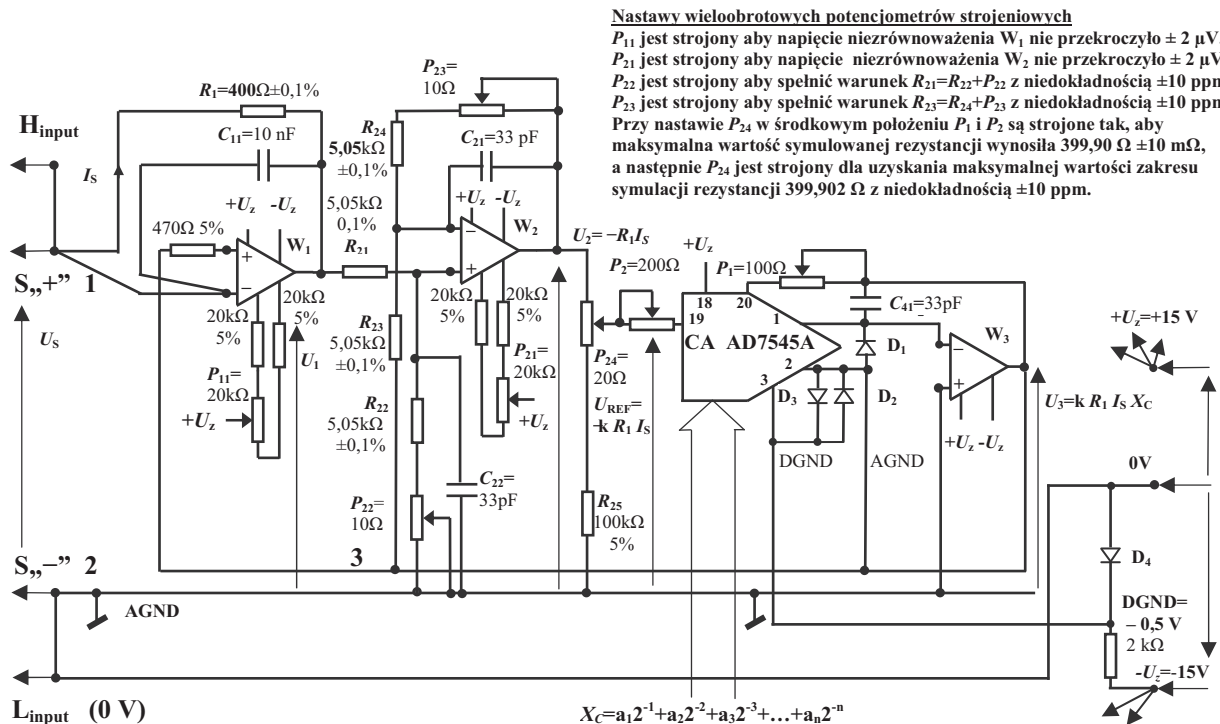 Nastawy wieloobrotowych potencjometrów strojeniowych
P11 jest strojony aby napięcie niezrównoważenia W1 nie przekroczyło ± 2 µV
P21 jest strojony aby napięcie niezrównoważenia W2 nie przekroczyło ± 2 µV
P22 jest strojony aby spełnić warunek R21=R22+P22 z niedokładnością ±10 ppm
P23 jest strojony aby spełnić warunek R23=R24+P23 z niedokładnością ±10 ppm
Przy nastawie P24 w środkowym położeniu P1 i P2 są strojone tak, aby
maksymalna wartość symulowanej rezystancji wynosiła 399,90 Ω ±10 mΩ,
a następnie P24 jest strojony dla uzyskania maksymalnej wartości zakresu
symulacji rezystancji 399,902 Ω z niedokładnością ±10 ppm.
P23=
10Ω
R1=400Ω±0,1%
Hinput
C11=10 nF
R24
5,05kΩ
±0,1%
C21=33 pF
IS
+Uz -Uz
5,05kΩ
0,1%
R21
+Uz -Uz
W2
470Ω 5%
W1
+
−
−
+
U2= −R1IS
P2=200Ω
+Uz
P1=100Ω
18
20
19
1
2
3
CA AD7545A
C41=33pF
W3
−
+
+Uz -Uz
D1
D2
D3
S„+” 1
US
20kΩ
5%
20kΩ
5%
U1
P11=
20kΩ
+Uz
R23
5,05kΩ
±0,1%
20kΩ
5%
20kΩ
5%
P21=
20kΩ
+Uz
P24=
20Ω
UREF=
-k R1 IS
+Uz=+15 V
U3=k R1 IS XC
R22
5,05kΩ
±0,1%
C22=
33pF
P22=
10Ω
R25
100kΩ
5%
DGND
AGND
0V
D4
3
S„−” 2
AGND
DGND=
– 0,5 V
2 kΩ
-Uz=-15V
Linput (0 V)
XC=a12-1+a22-2+a32-3+…+an2-n